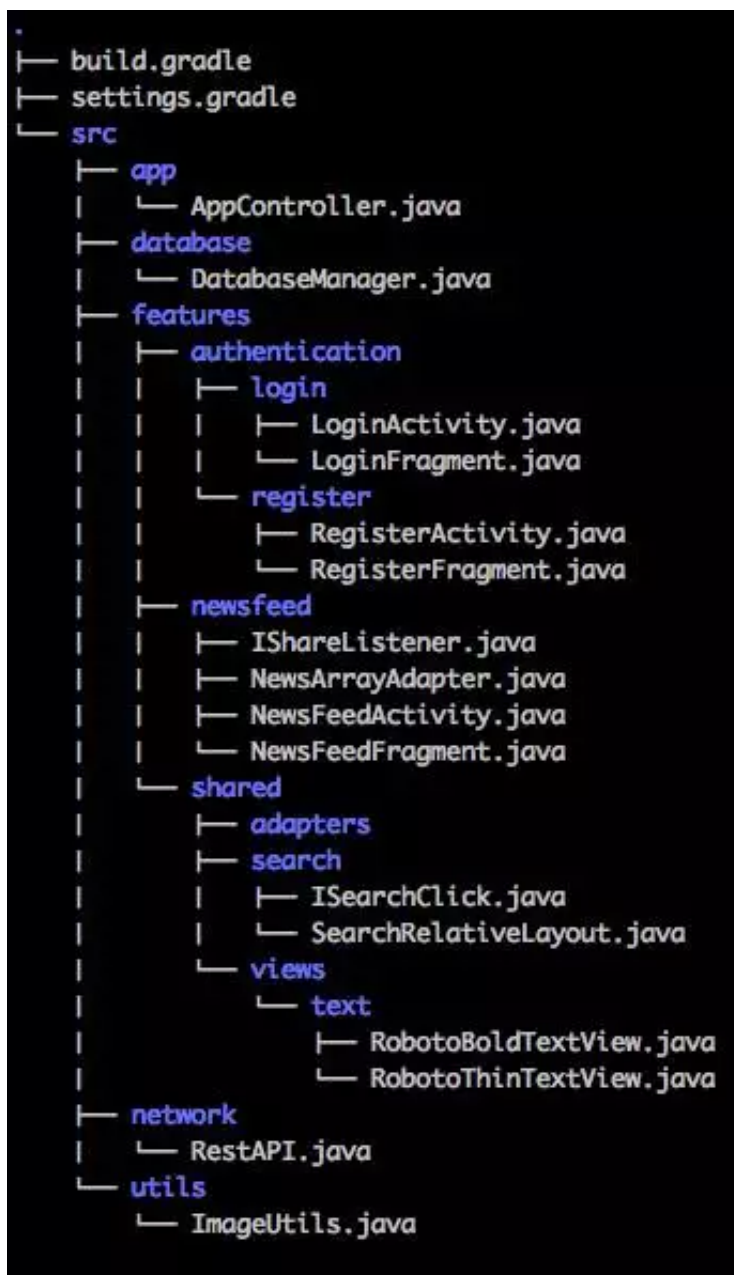 .
├── build.gradle
├── settings.gradle
└── src
    ├── app
    │   └── AppController.java
    ├── database
    │   └── DatabaseManager.java
    ├── features
    │   ├── authentication
    │   │   ├── login
    │   │   │   ├── LoginActivity.java
    │   │   │   └── LoginFragment.java
    │   │   └── register
    │   │       ├── RegisterActivity.java
    │   │       └── RegisterFragment.java
    │   ├── newsfeed
    │   │   ├── IShareListener.java
    │   │   ├── NewsArrayAdapter.java
    │   │   ├── NewsFeedActivity.java
    │   │   └── NewsFeedFragment.java
    │   └── shared
    │       ├── adapters
    │       ├── search
    │       │   ├── ISearchClick.java
    │       │   └── SearchRelativeLayout.java
    │       └── views
    │           └── text
    │               ├── RobotoBoldTextView.java
    │               └── RobotoThinTextView.java
    ├── network
    │   └── RestAPI.java
    └── utils
        └── ImageUtils.java